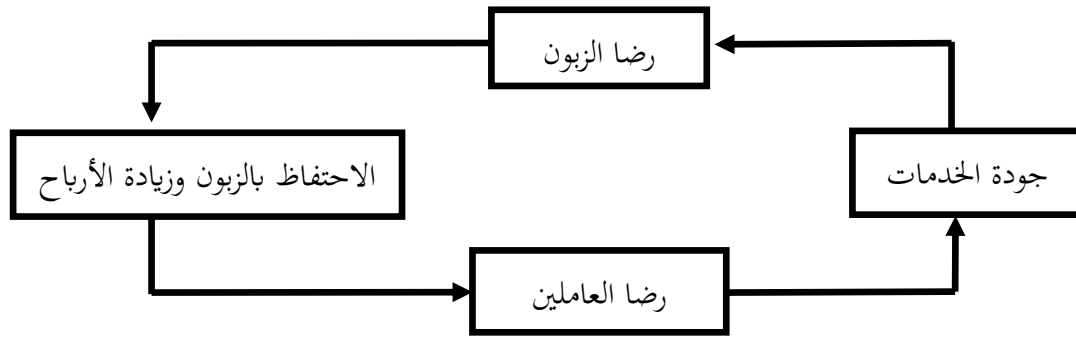 رضا الزبون
جودة الخدمات
الاحتفاظ بالزبون وزيادة الأرباح
رضا العاملين